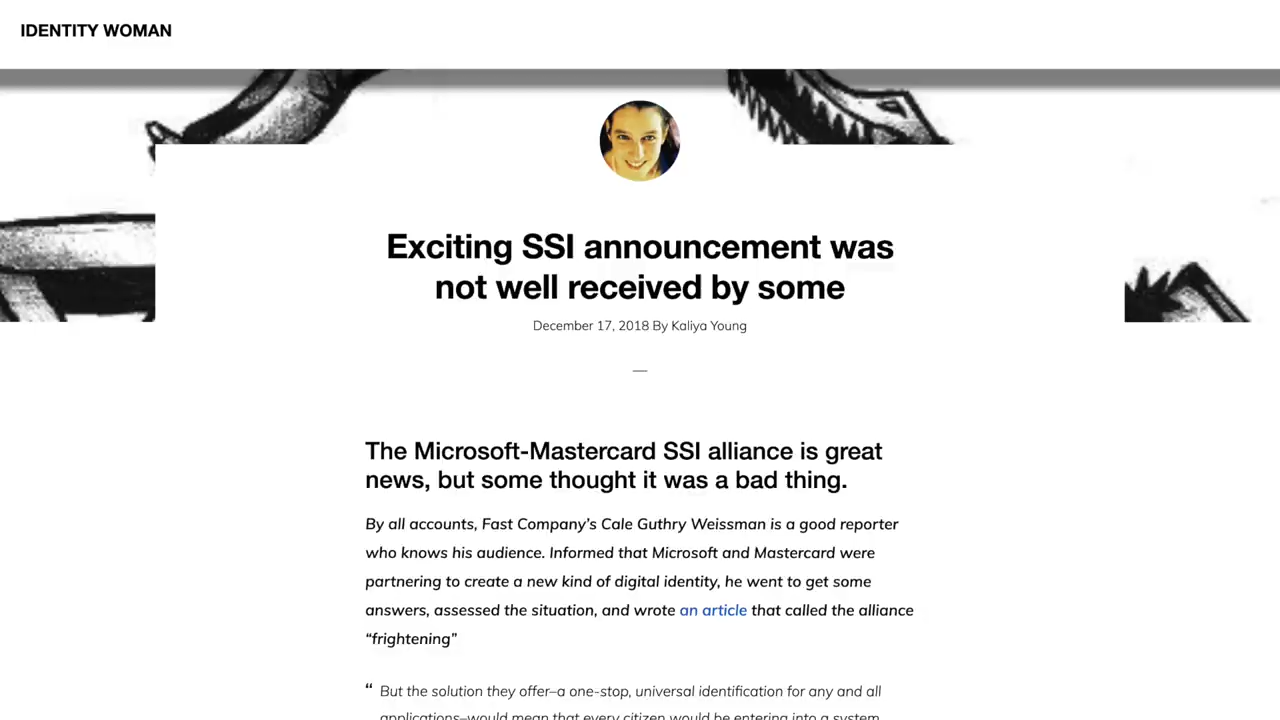 IDENTITY WOMAN
Exciting SSI announcement was
not well received by some
December 17, 2018 By Kaliya Young
—
The Microsoft-Mastercard SSI alliance is great
news, but some thought it was a bad thing.
By all accounts, Fast Company’s Cale Guthry Weissman is a good reporter
who knows his audience. Informed that Microsoft and Mastercard were
partnering to create a new kind of digital identity, he went to get some
answers, assessed the situation, and wrote an article that called the alliance
“frightening”
“ But the solution they offer–a one-stop, universal identification for any and all
applications–would mean that every citizen would be entering into a system